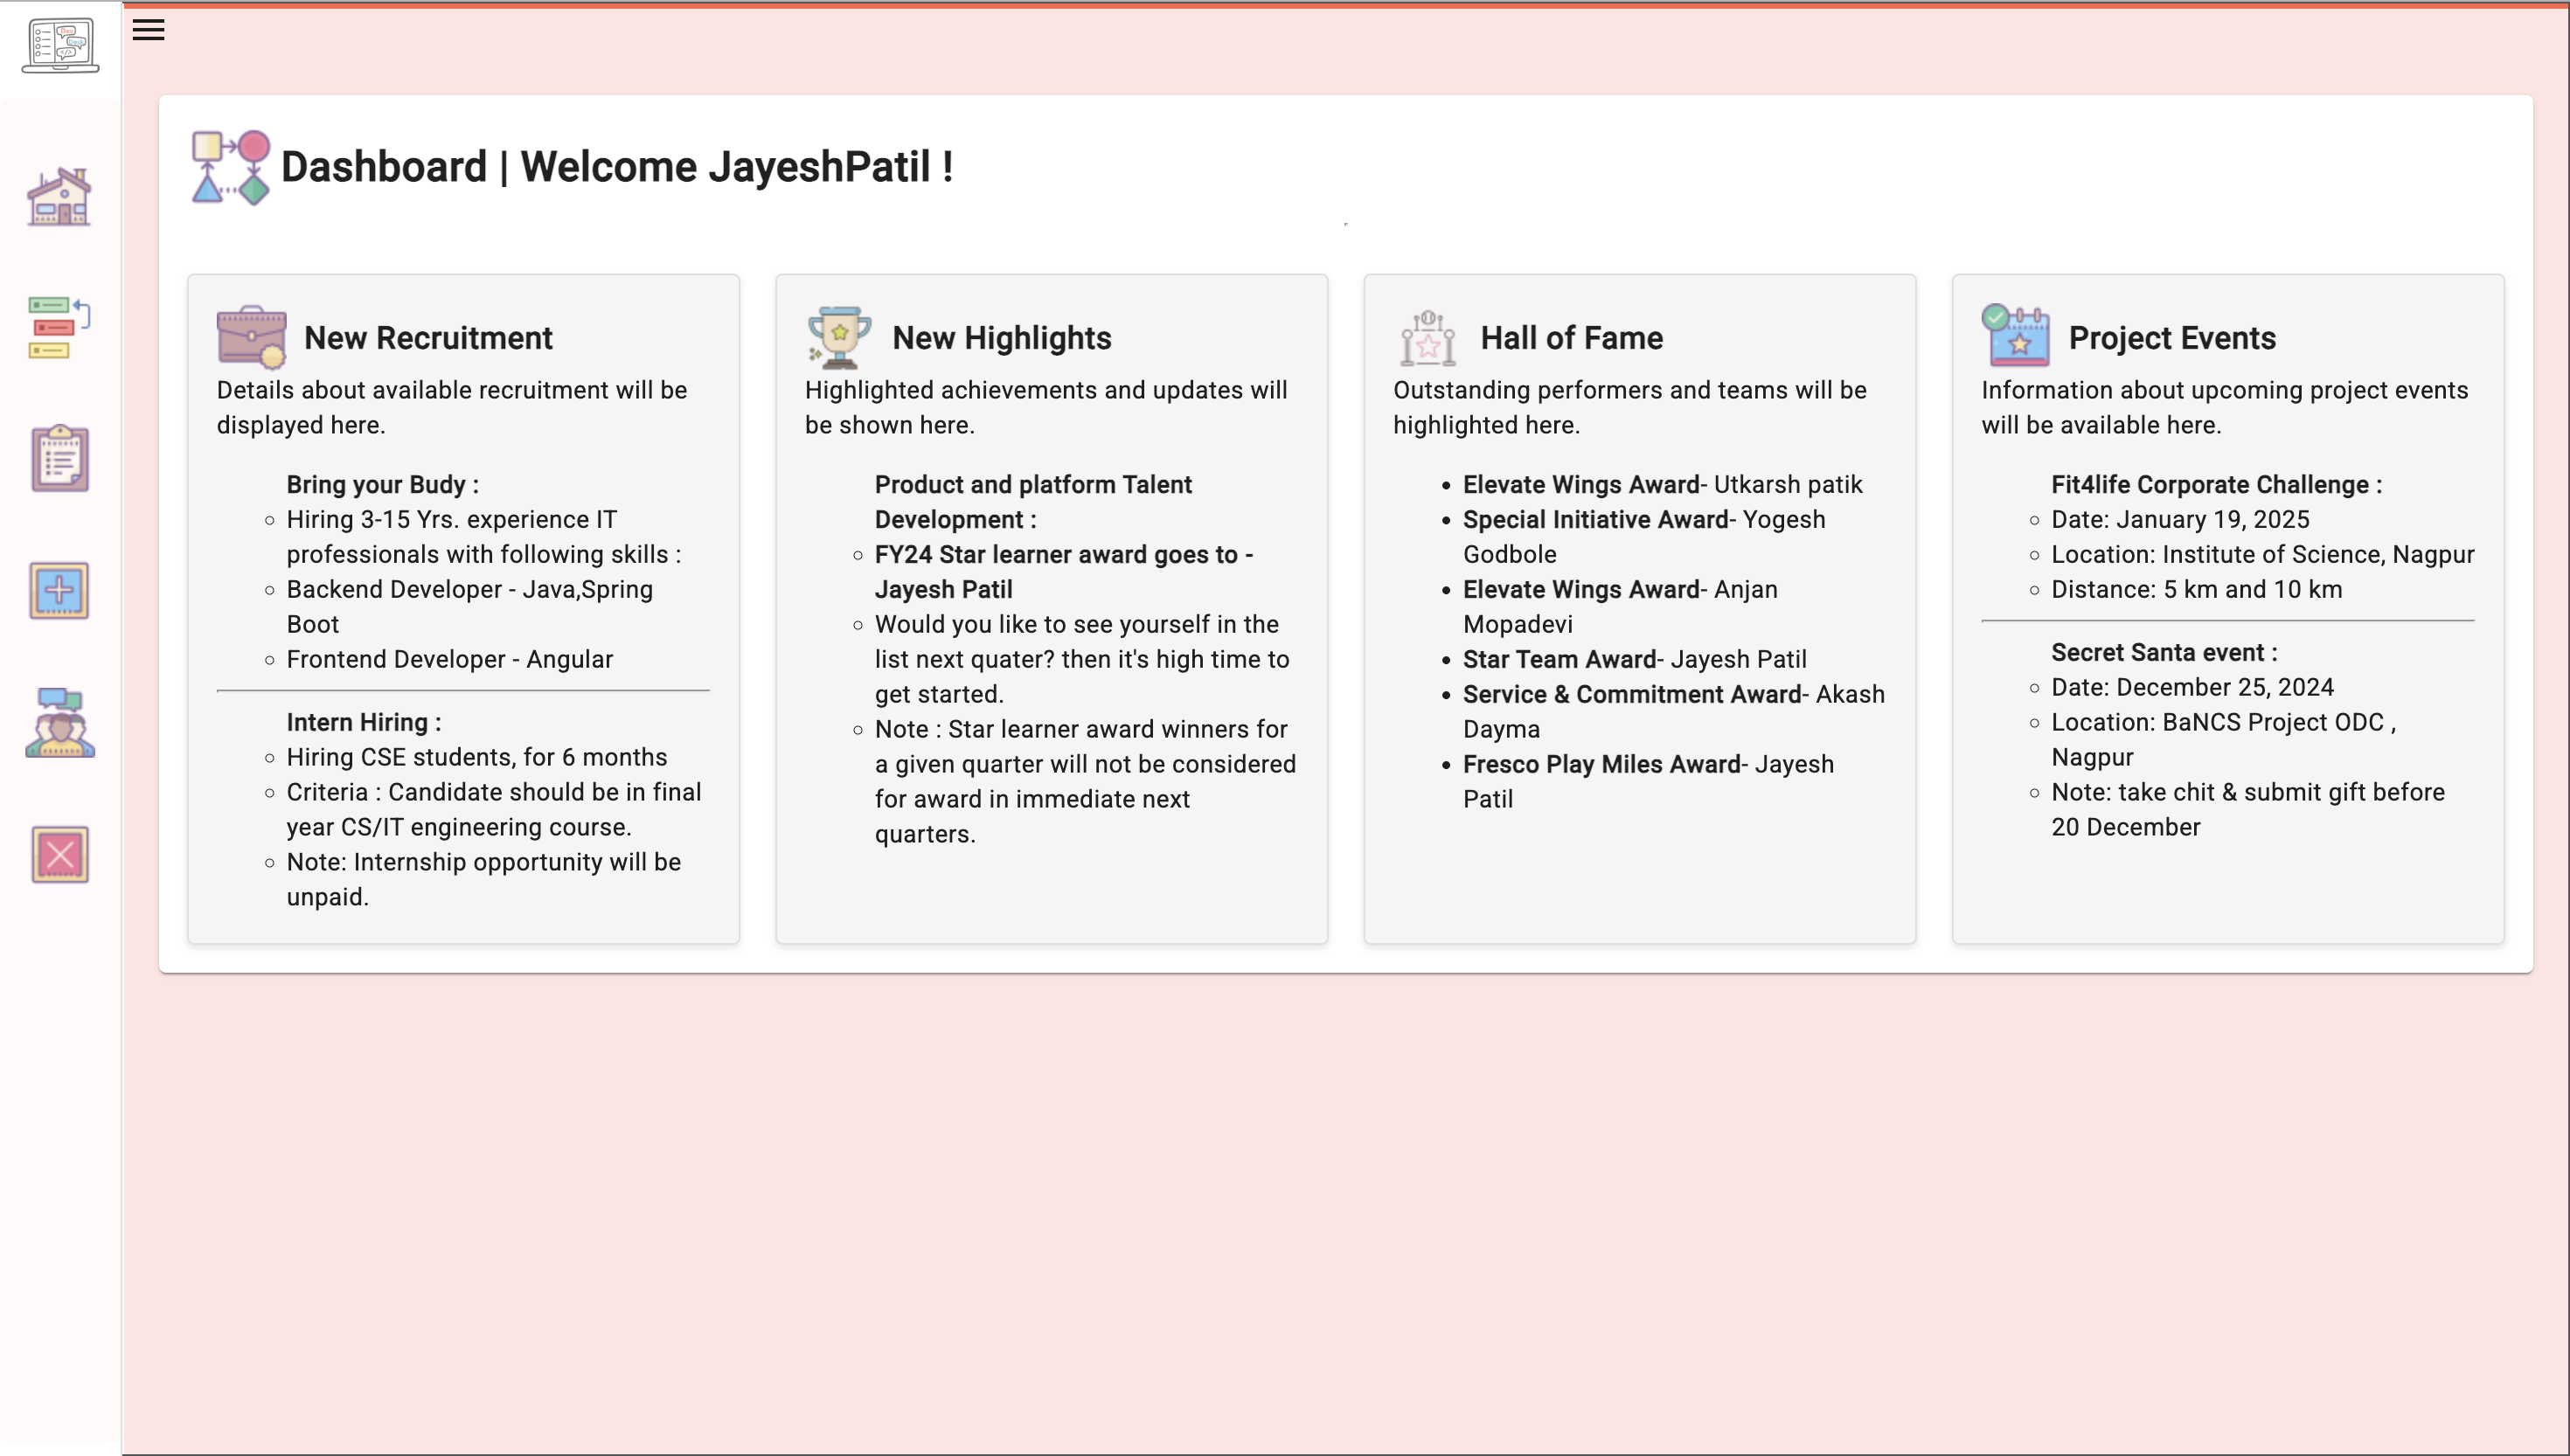 Dev
Desk
</>
Dashboard | Welcome JayeshPatil !
New Recruitment
Details about available recruitment will be
displayed here.
Bring your Budy :
Hiring 3-15 Yrs. experience IT
professionals with following skills :
Backend Developer - Java,Spring
Boot
Frontend Developer - Angular
Intern Hiring :
Hiring CSE students, for 6 months
Criteria : Candidate should be in final
year CS/IT engineering course.
Note: Internship opportunity will be
unpaid.
New Highlights
Highlighted achievements and updates will
be shown here.
Product and platform Talent
Development :
FY24 Star learner award goes to -
Jayesh Patil
Would you like to see yourself in the
list next quater? then it's high time to
get started.
Note : Star learner award winners for
a given quarter will not be considered
for award in immediate next
quarters.
Hall of Fame
Outstanding performers and teams will be
highlighted here.
Elevate Wings Award- Utkarsh patik
Special Initiative Award- Yogesh
Godbole
Elevate Wings Award- Anjan
Mopadevi
Star Team Award- Jayesh Patil
Service & Commitment Award- Akash
Dayma
Fresco Play Miles Award- Jayesh
Patil
Project Events
Information about upcoming project events
will be available here.
Fit4life Corporate Challenge :
Date: January 19, 2025
Location: Institute of Science, Nagpur
Distance: 5 km and 10 km
Secret Santa event :
Date: December 25, 2024
Location: BaNCS Project ODC ,
Nagpur
Note: take chit & submit gift before
20 December